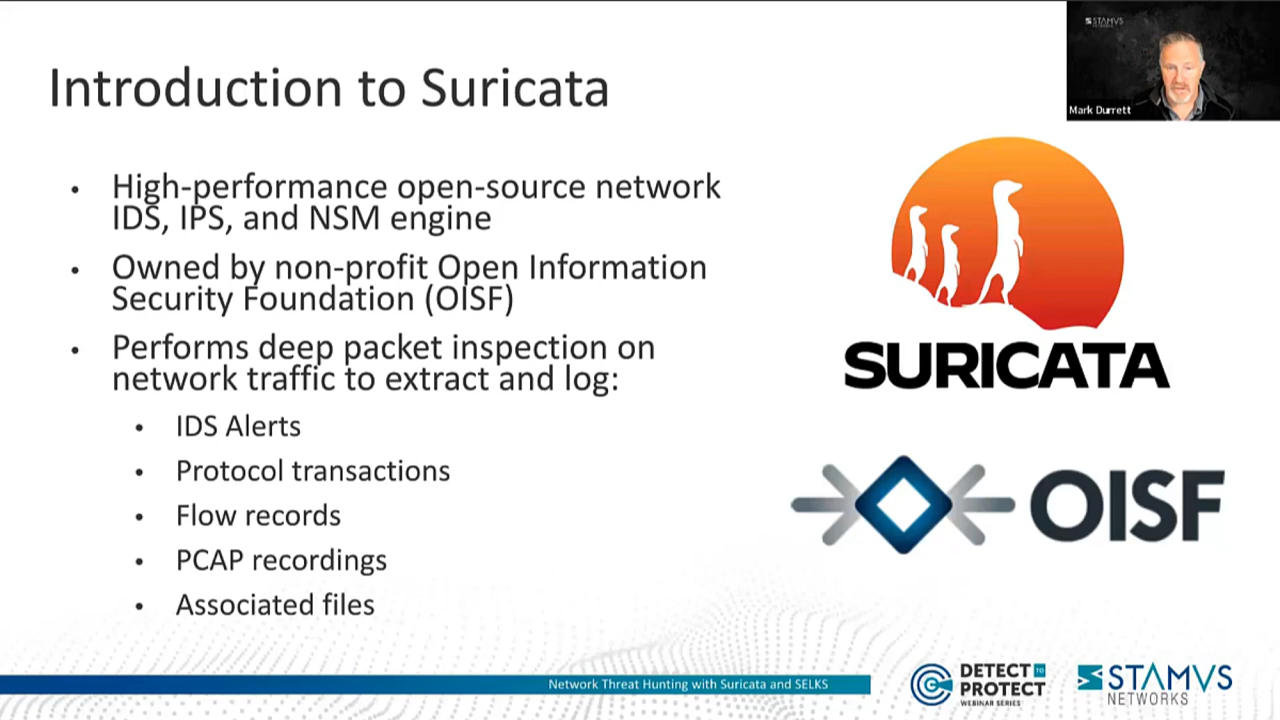 Introduction to Suricata
STAMVS
NETWORKS
Mark Durrett
• High-performance open-source network
IDS, IPS, and NSM engine
• Owned by non-profit Open Information
Security Foundation (OISF)
• Performs deep packet inspection on
network traffic to extract and log:
• IDS Alerts
• Protocol transactions
• Flow records
• PCAP recordings
• Associated files
SURICATA
OISF
Network Threat Hunting with Suricata and SELKS
DETECT TO
PROTECT
WEBINAR SERIES
STAMVS
NETWORKS